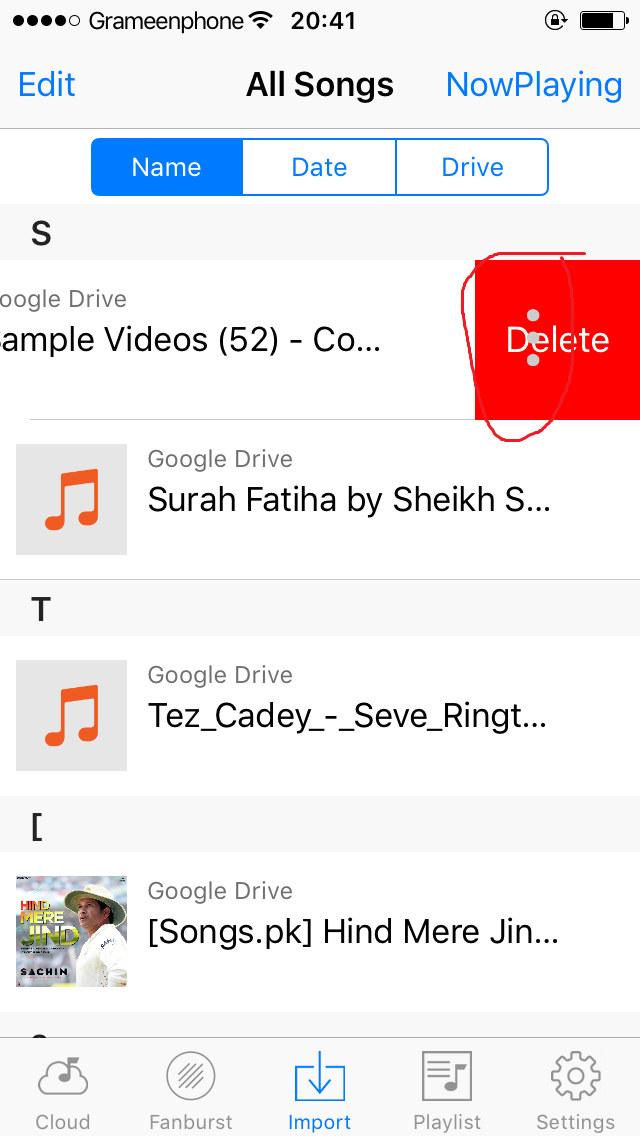 Grameenphone 20:41
Edit All Songs NowPlaying
Name Date Drive
S
oogle Drive
ample Videos (52) - Co...
Delete
Google Drive
Surah Fatiha by Sheikh S...
T
Google Drive
Tez_Cadey_-_Seve_Ringt...
[
HIND
MERE
JIND
SACHIN
Google Drive
[Songs.pk] Hind Mere Jin...
Cloud Fanburst Import Playlist Settings